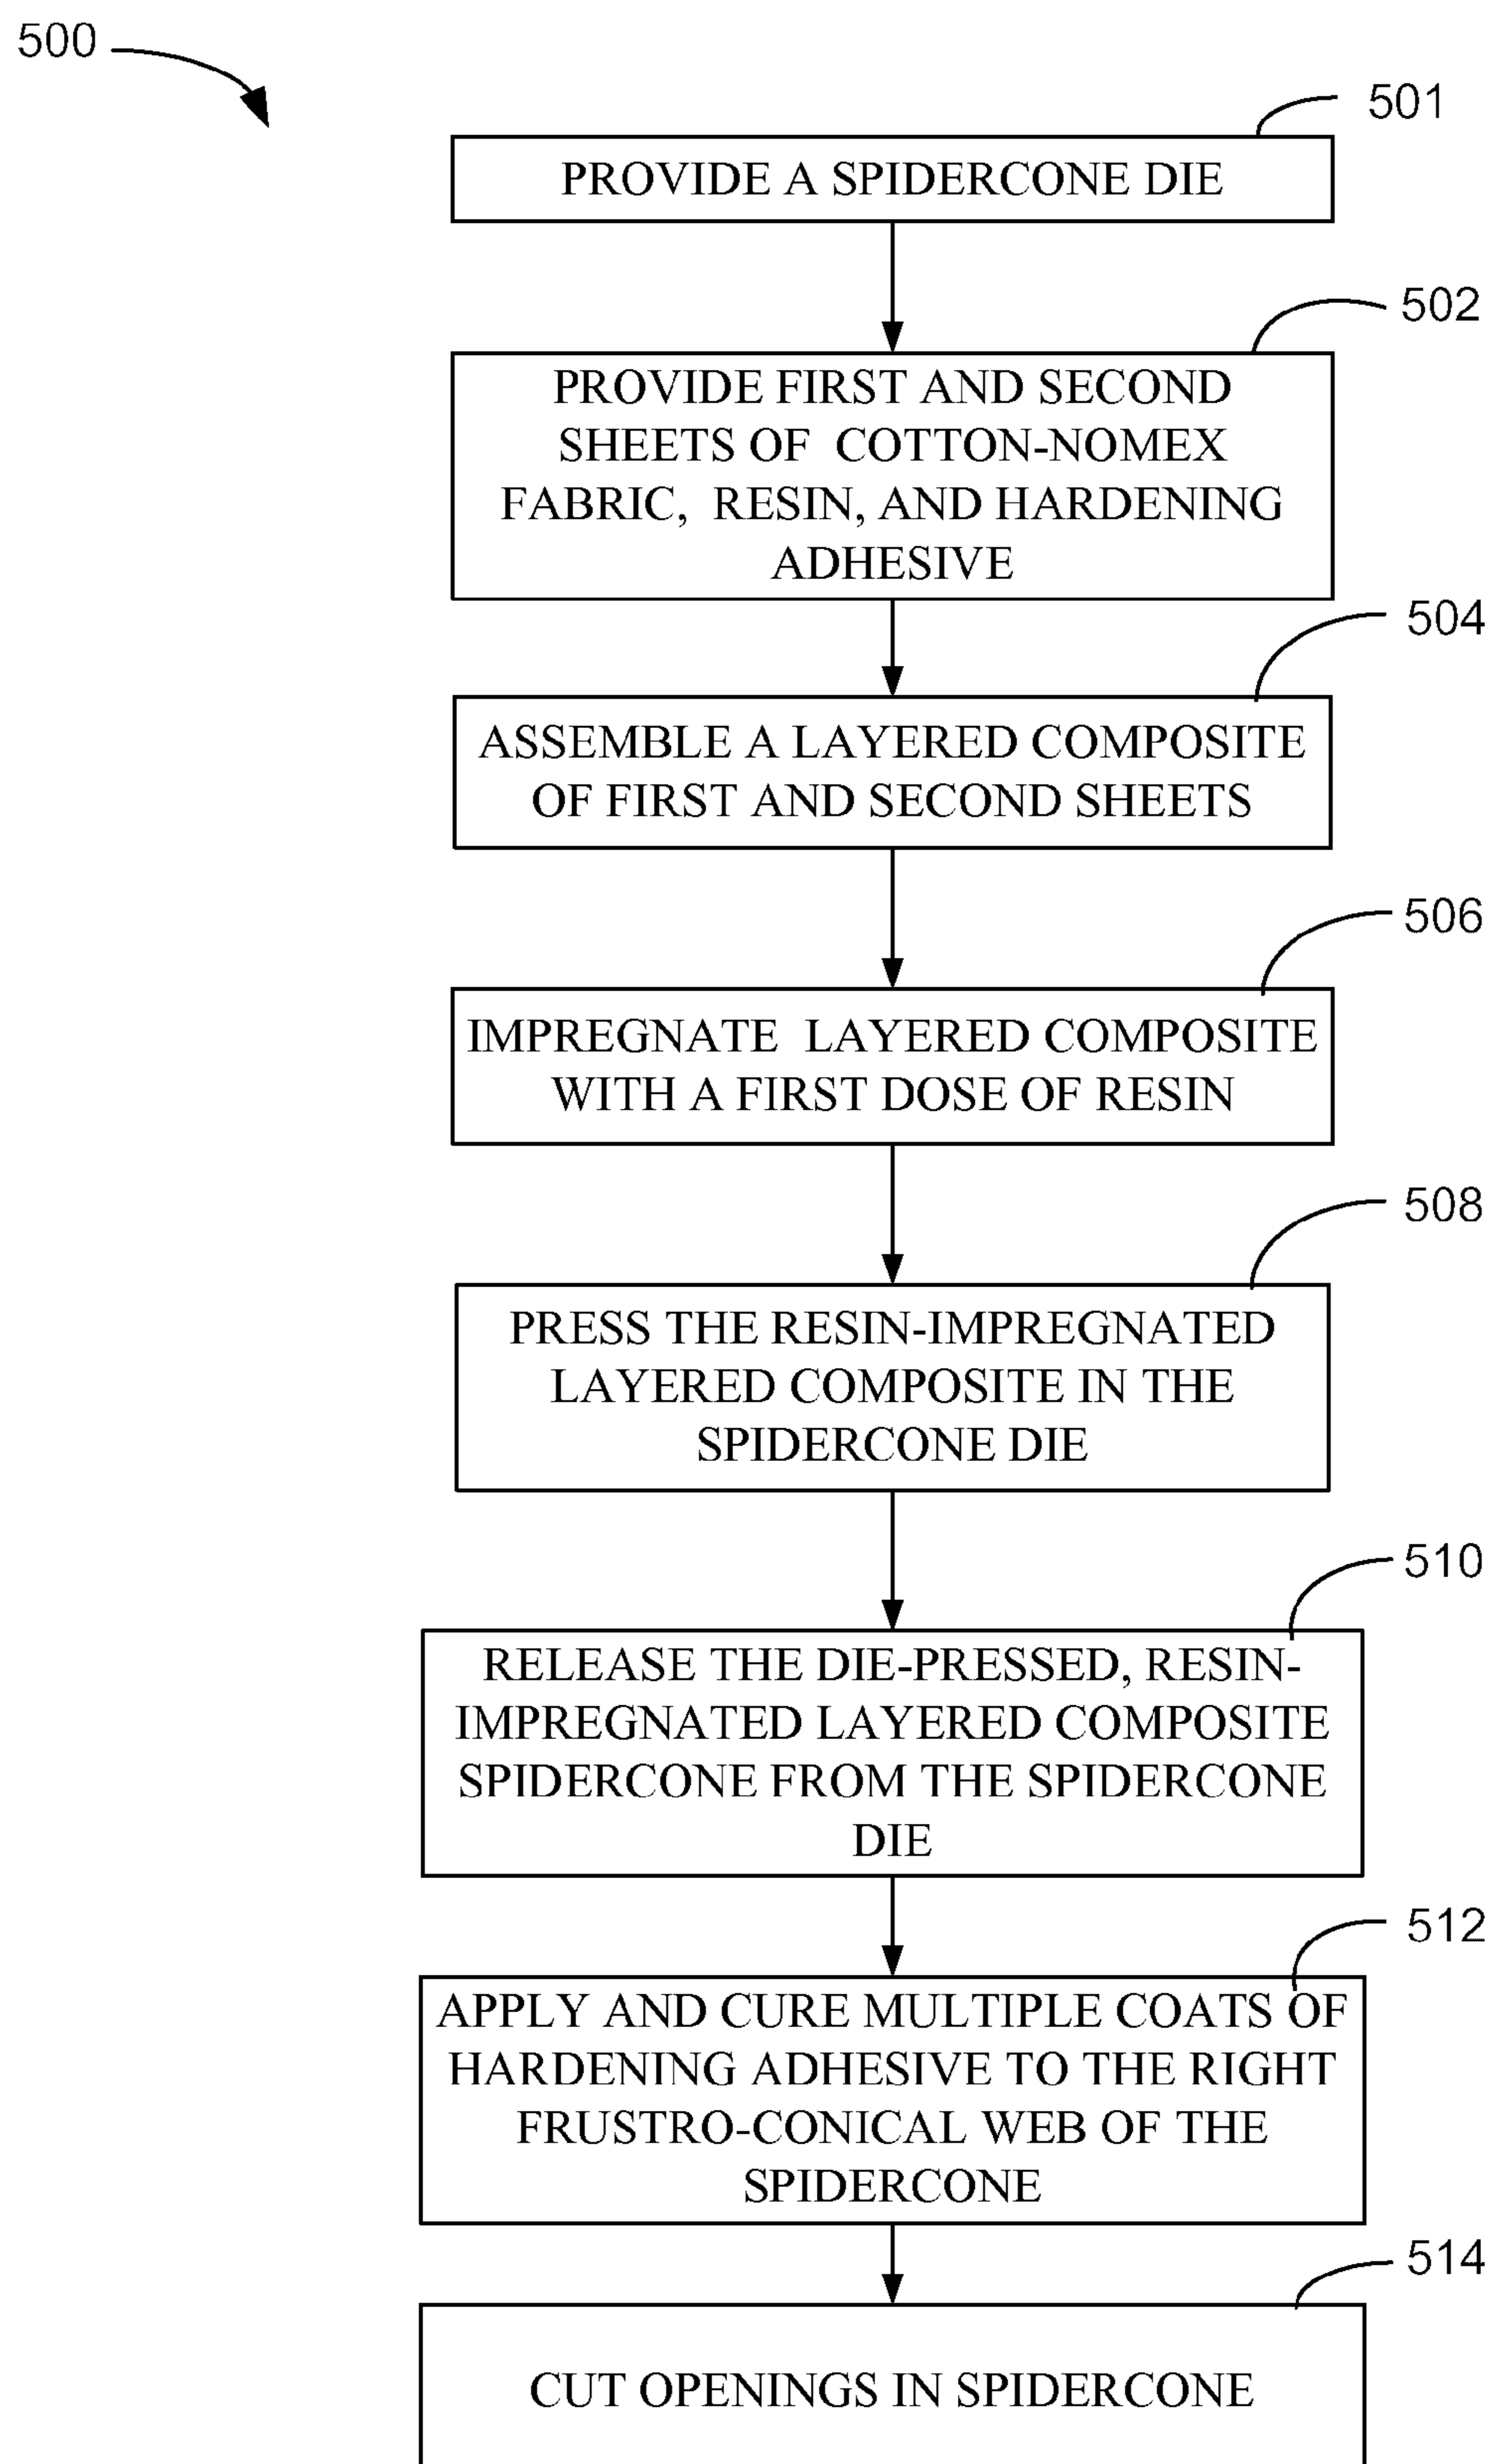 500
501
PROVIDE A SPIDERCONE DIE
502
PROVIDE FIRST AND SECOND
SHEETS OF COTTON-NOMEX
FABRIC, RESIN, AND HARDENING
ADHESIVE
504
ASSEMBLE A LAYERED COMPOSITE
OF FIRST AND SECOND SHEETS
506
IMPREGNATE LAYERED COMPOSITE
WITH A FIRST DOSE OF RESIN
508
PRESS THE RESIN-IMPREGNATED
LAYERED COMPOSITE IN THE
SPIDERCONE DIE
510
RELEASE THE DIE-PRESSED, RESIN-
IMPREGNATED LAYERED COMPOSITE
SPIDERCONE FROM THE SPIDERCONE
DIE
512
APPLY AND CURE MULTIPLE COATS OF
HARDENING ADHESIVE TO THE RIGHT
FRUSTRO-CONICAL WEB OF THE
SPIDERCONE
514
CUT OPENINGS IN SPIDERCONE